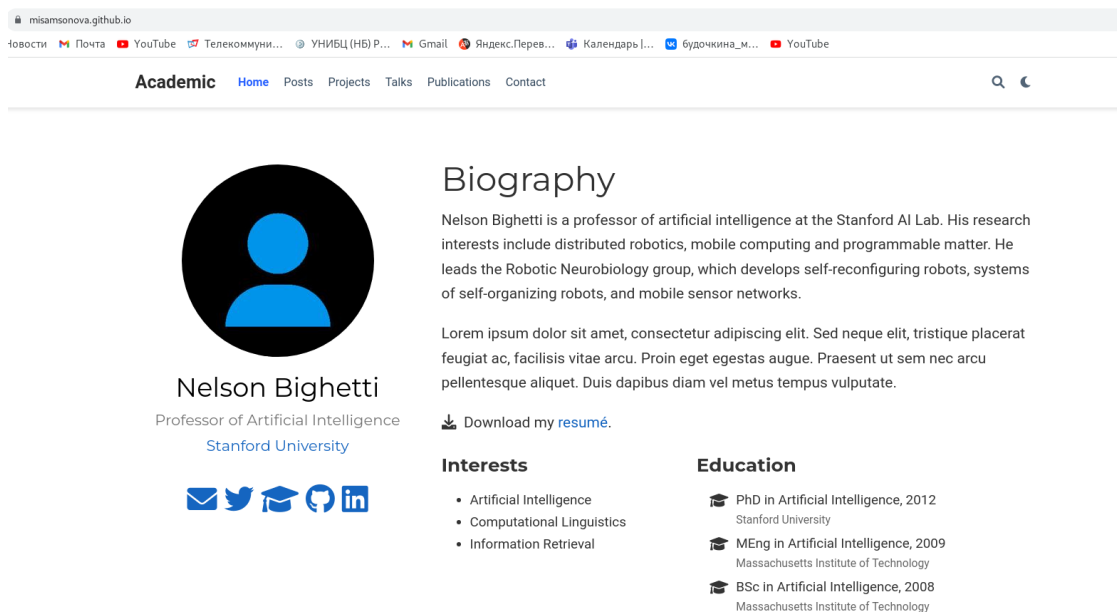 misamsonova.github.io
Новости Почта YouTube Телекоммуни... УНИБЦ (НБ) Р... Gmail Яндекс.Перев... Календарь |... будочкина_м... YouTube
Academic Home Posts Projects Talks Publications Contact
Biography
Nelson Bighetti is a professor of artificial intelligence at the Stanford AI Lab. His research
interests include distributed robotics, mobile computing and programmable matter. He
leads the Robotic Neurobiology group, which develops self-reconfiguring robots, systems
of self-organizing robots, and mobile sensor networks.
Lorem ipsum dolor sit amet, consectetur adipiscing elit. Sed neque elit, tristique placerat
feugiat ac, facilisis vitae arcu. Proin eget egestas augue. Praesent ut sem nec arcu
pellentesque aliquet. Duis dapibus diam vel metus tempus vulputate.
Download my resumé.
Nelson Bighetti
Professor of Artificial Intelligence
Stanford University
Interests
Artificial Intelligence
Computational Linguistics
Information Retrieval
Education
PhD in Artificial Intelligence, 2012
Stanford University
MEng in Artificial Intelligence, 2009
Massachusetts Institute of Technology
BSc in Artificial Intelligence, 2008
Massachusetts Institute of Technology